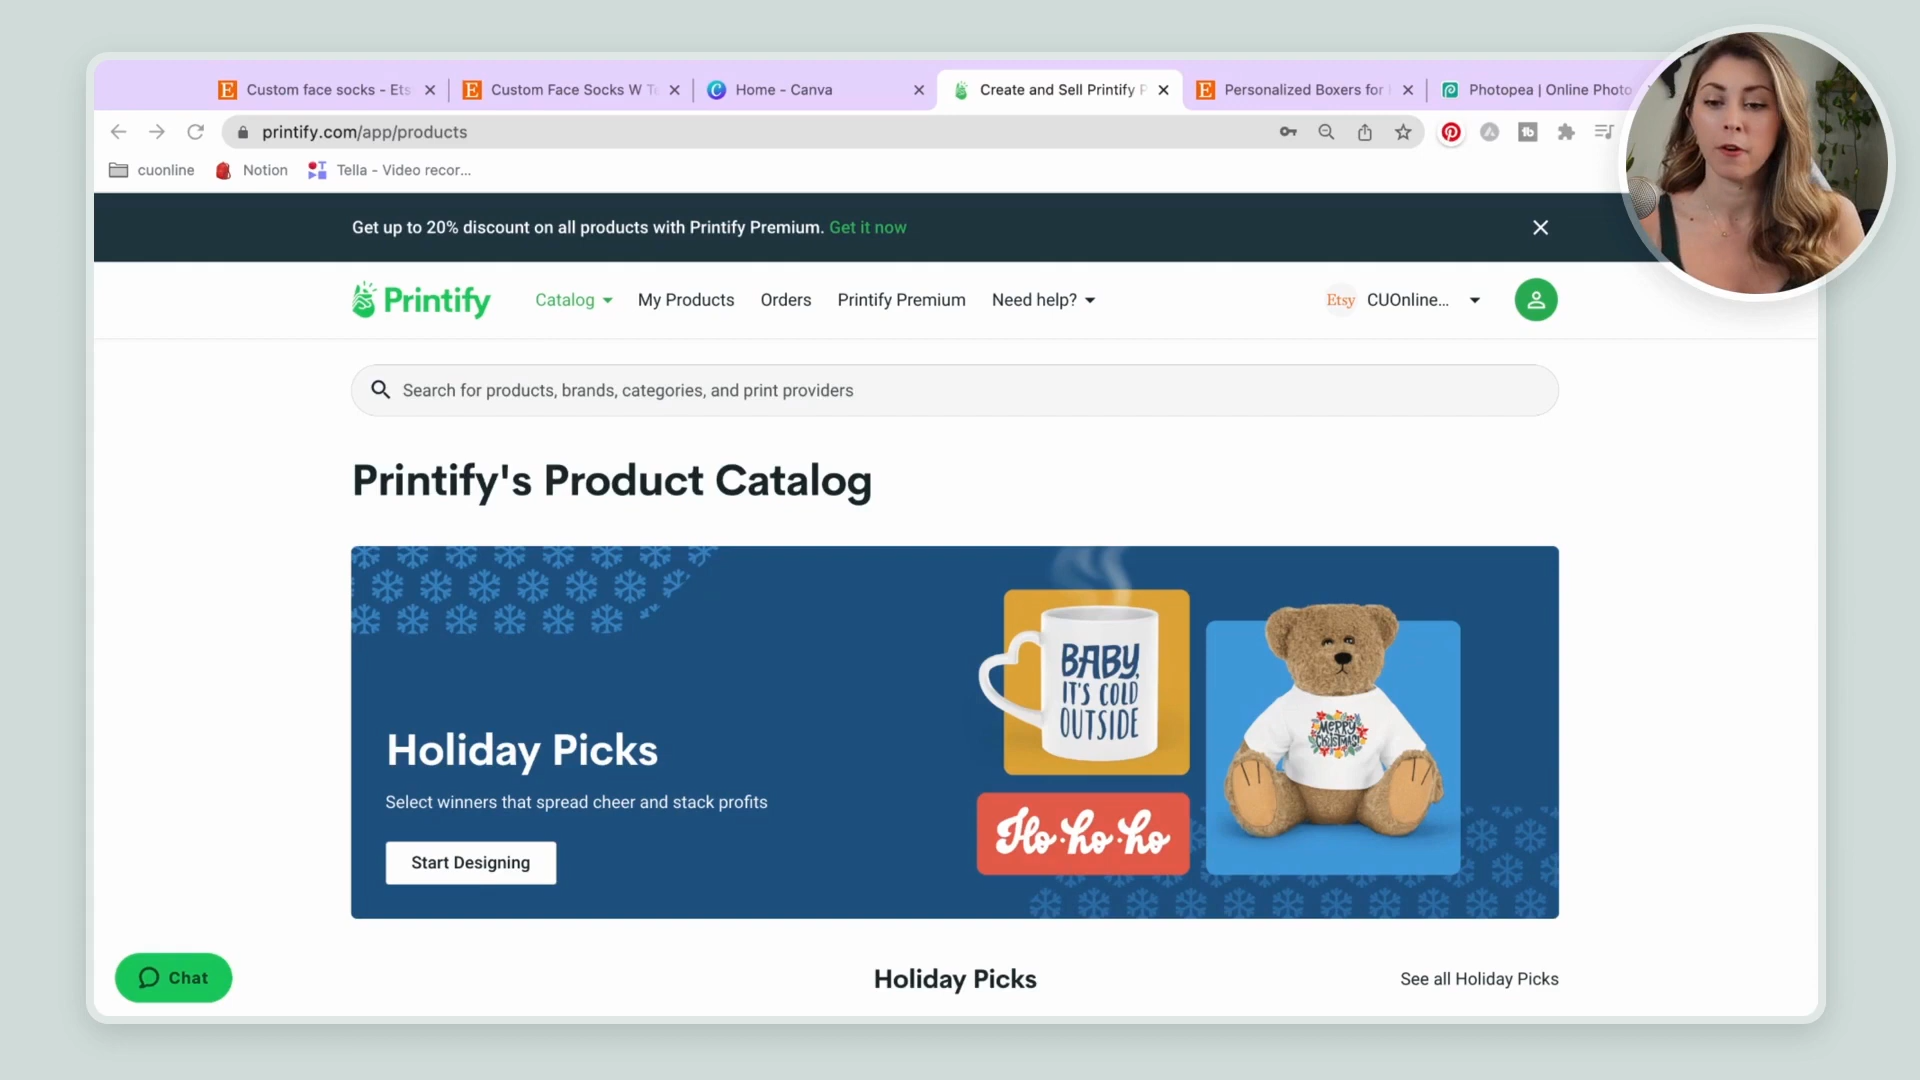 Custom face socks - Ets
Custom Face Socks W Te
Home - Canva
Create and Sell Printify P
Personalized Boxers for
Photopea | Online Photo
printify.com/app/products
cuonline
Notion
Tella - Video recor...
Get up to 20% discount on all products with Printify Premium. Get it now
Printify
Catalog
My Products
Orders
Printify Premium
Need help?
Etsy
CUOnline...
Search for products, brands, categories, and print providers
Printify's Product Catalog
BABY,
IT'S COLD
OUTSIDE
MERRY
CHRISTMAS!
Holiday Picks
Select winners that spread cheer and stack profits
Ho·ho·ho
Start Designing
Chat
Holiday Picks
See all Holiday Picks